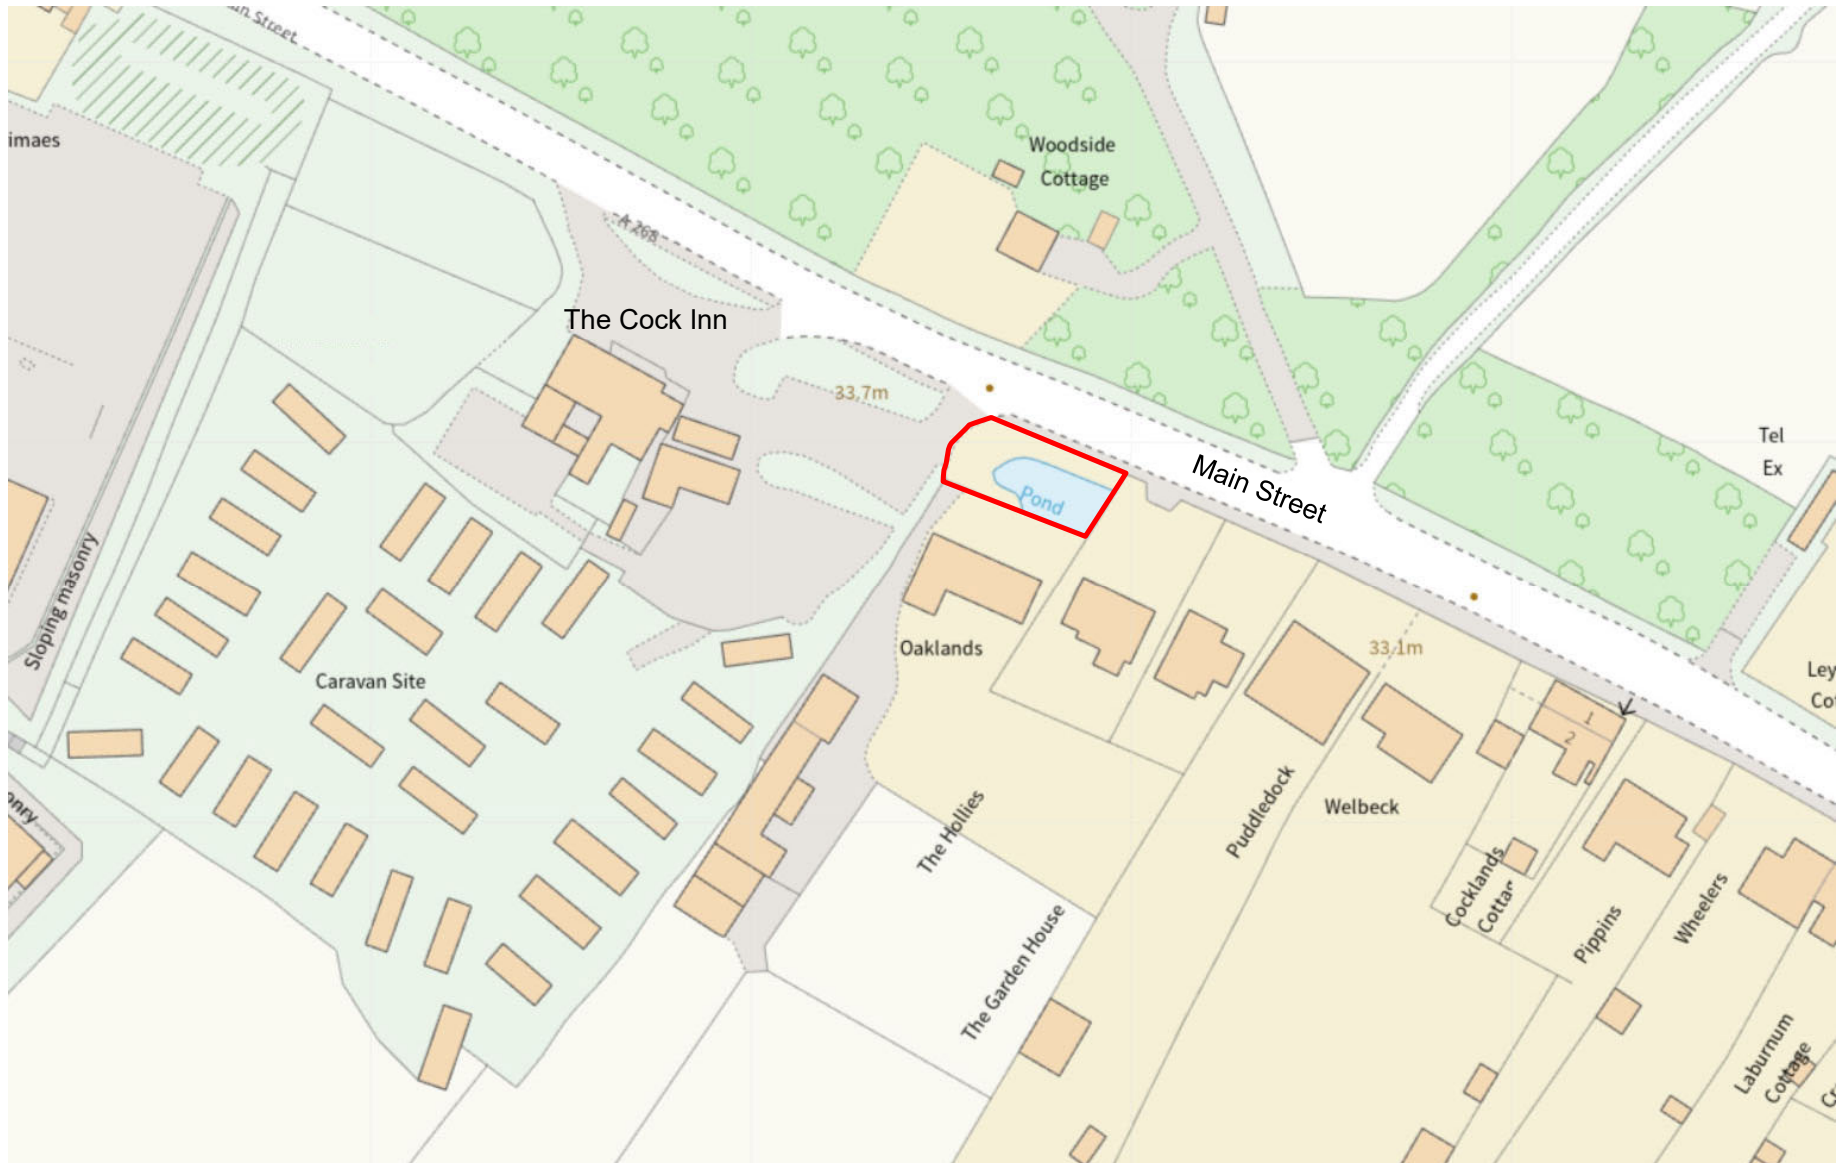 Street
imaes
Woodside
Cottage
A 268
The Cock Inn
33.7m
Tel
Ex
Main Street
Pond
Sloping masonry
Oaklands
33.1m
Caravan Site
1
2
Welbeck
Puddledock
The Hollies
Cocklands
Cottag
Pippins
Wheelers
The Garden House
Laburnum
Cottage
Ley
Cot
onry